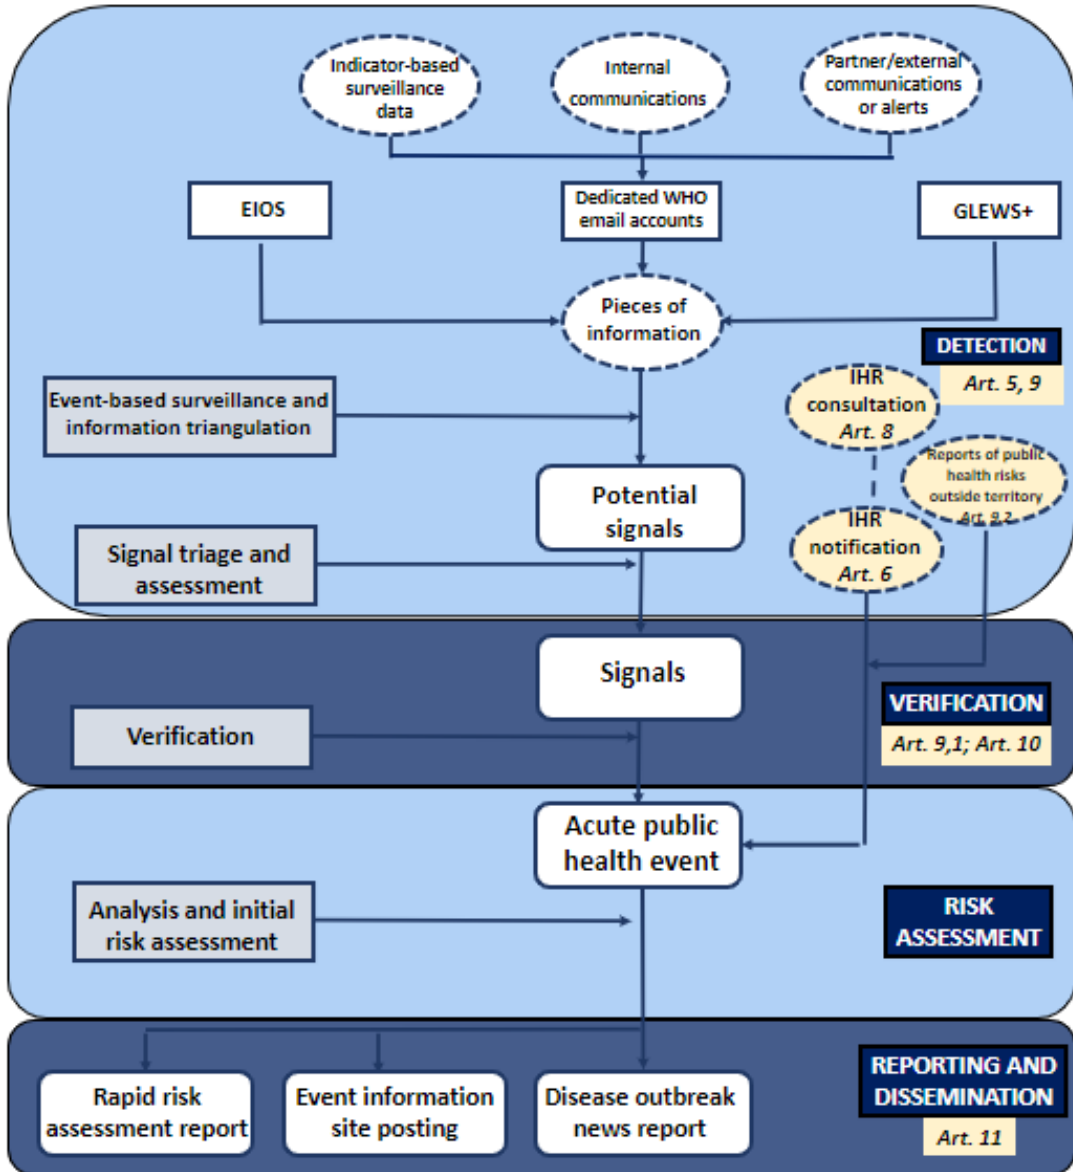 Indicator-based
surveillance
data
Internal
communications
Partner/external
communications
or alerts
EIOS
Dedicated WHO
email accounts
GLEWS+
Pieces of
information
DETECTION
Art. 5, 9
Event-based surveillance and
information triangulation
IHR
consultation
Art. 8
Reports of public
health risks
outside territory
Art. 9.2
Potential
signals
IHR
notification
Art. 6
Signal triage and
assessment
Signals
VERIFICATION
Art. 9,1; Art. 10
Verification
Acute public
health event
Analysis and initial
risk assessment
RISK
ASSESSMENT
REPORTING AND
DISSEMINATION
Art. 11
Rapid risk
assessment report
Event information
site posting
Disease outbreak
news report